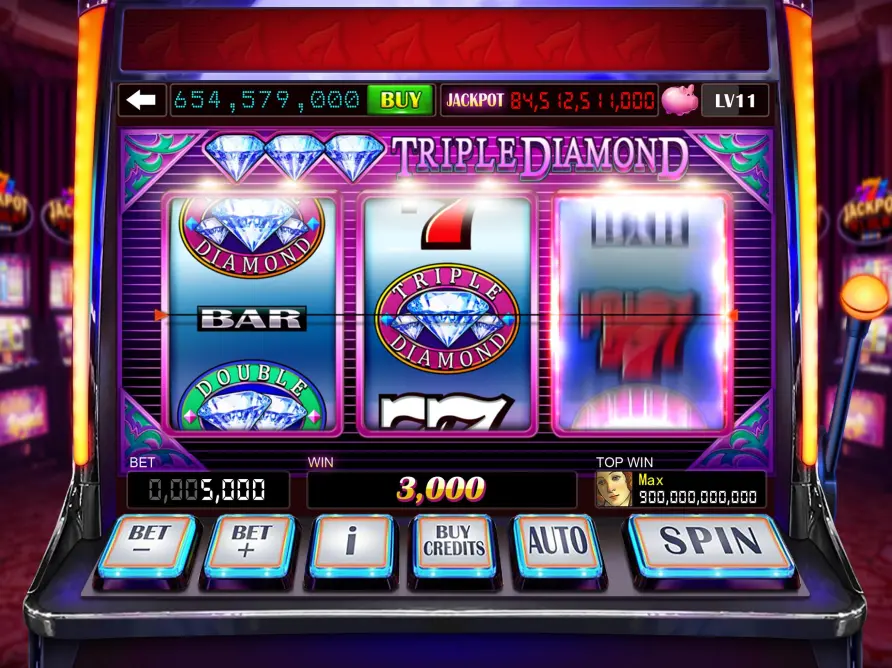 654,579,000 BUY JACKPOT 84,512,511,000 LV11
TRIPLE DIAMOND
DIAMOND
BAR
DOUBLE
7
TRIPLE
DIAMOND
77
BET
0,005,000
WIN
3,000
TOP WIN
Max
900,000,000,000
BET
-
BET
+
i
BUY
CREDITS
AUTO
SPIN
JACKPOT